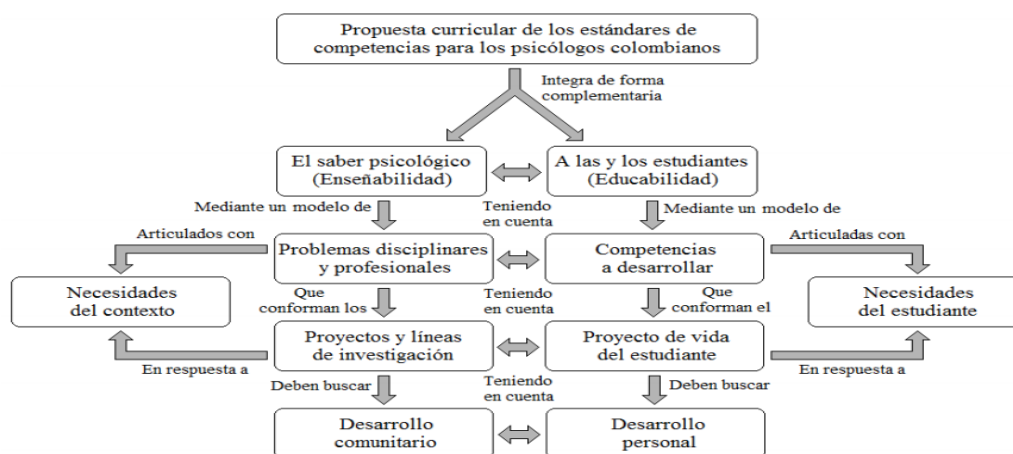 Propuesta curricular de los estándares de
competencias para los psicólogos colombianos
Integra de forma
complementaria
El saber psicológico
(Enseñabilidad)
A las y los estudiantes
(Educabilidad)
Mediante un modelo de
Teniendo
en cuenta
Mediante un modelo de
Articulados con
Problemas disciplinares
y profesionales
Competencias
a desarrollar
Articuladas con
Necesidades
del contexto
Que
conforman los
Teniendo
en cuenta
Que
conforman el
Necesidades
del estudiante
Proyectos y líneas
de investigación
Proyecto de vida
del estudiante
En respuesta a
Deben buscar
Teniendo
en cuenta
Deben buscar
En respuesta a
Desarrollo
comunitario
Desarrollo
personal